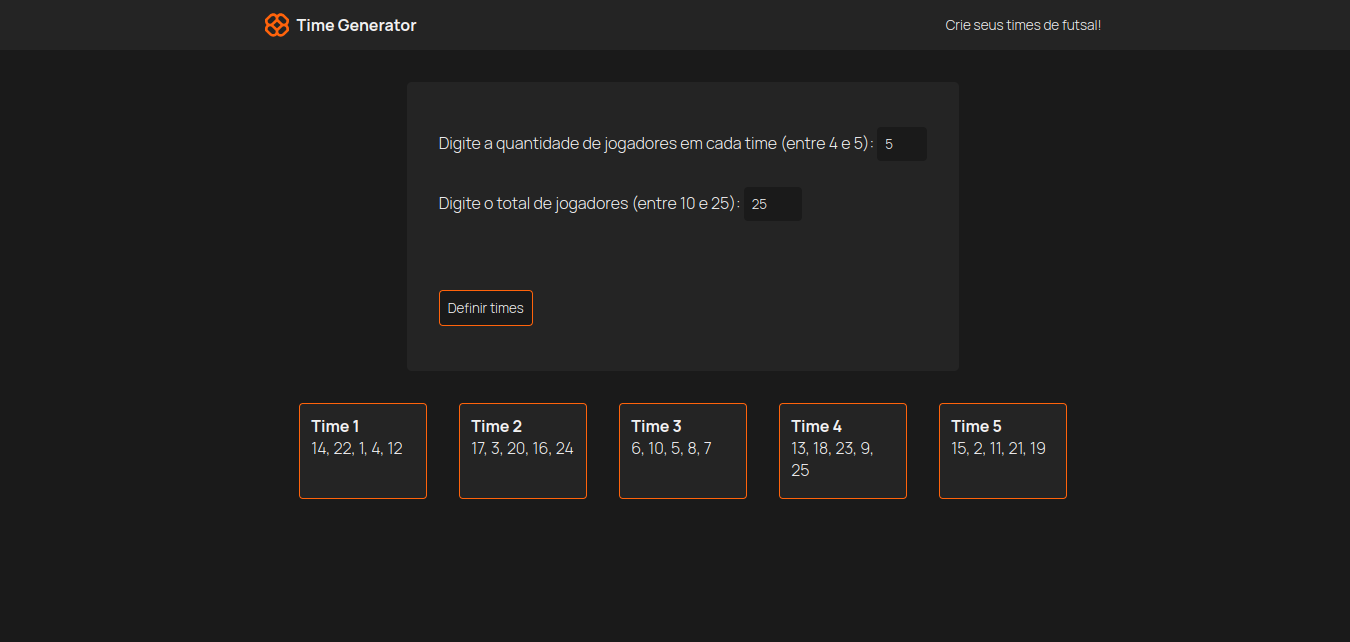 Time Generator
Crie seus times de futsal!
Digite a quantidade de jogadores em cada time (entre 4 e 5): 5
Digite o total de jogadores (entre 10 e 25): 25
Definir times
Time 1
14, 22, 1, 4, 12
Time 2
17, 3, 20, 16, 24
Time 3
6, 10, 5, 8, 7
Time 4
13, 18, 23, 9,
25
Time 5
15, 2, 11, 21, 19